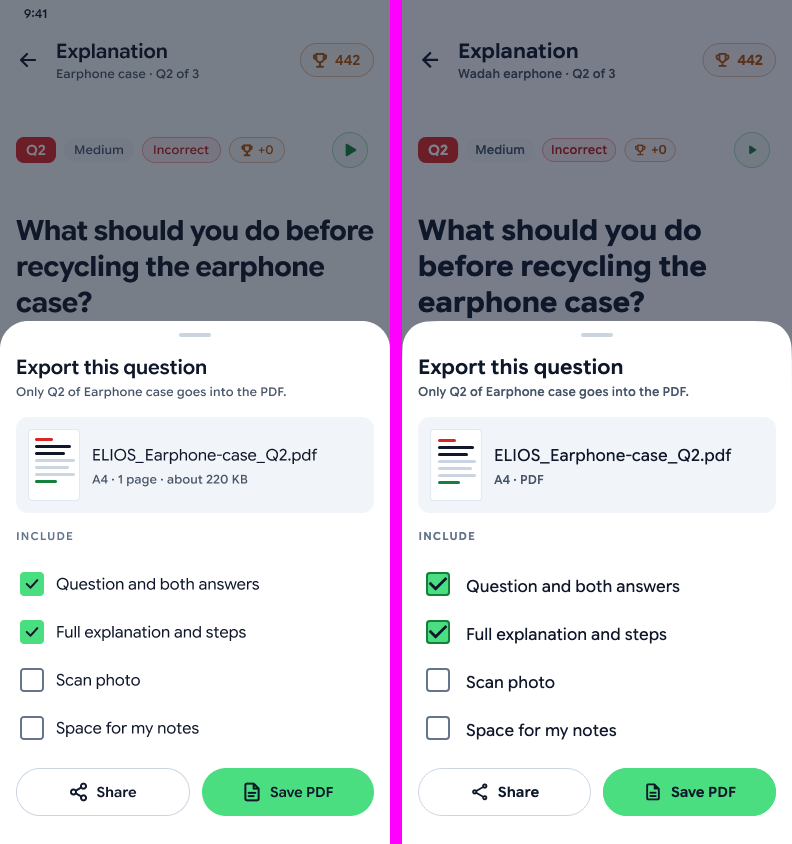 9:41
Explanation
Earphone case · Q2 of 3
442
Q2
Medium
Incorrect
+0
What should you do before
recycling the earphone
case?
Export this question
Only Q2 of Earphone case goes into the PDF.
ELIOS_Earphone-case_Q2.pdf
A4 · 1 page · about 220 KB
INCLUDE
Question and both answers
Full explanation and steps
Scan photo
Space for my notes
Share
Save PDF
Explanation
Wadah earphone · Q2 of 3
442
Q2
Medium
Incorrect
+0
What should you do
before recycling the
earphone case?
Export this question
Only Q2 of Earphone case goes into the PDF.
ELIOS_Earphone-case_Q2.pdf
A4 · PDF
INCLUDE
Question and both answers
Full explanation and steps
Scan photo
Space for my notes
Share
Save PDF